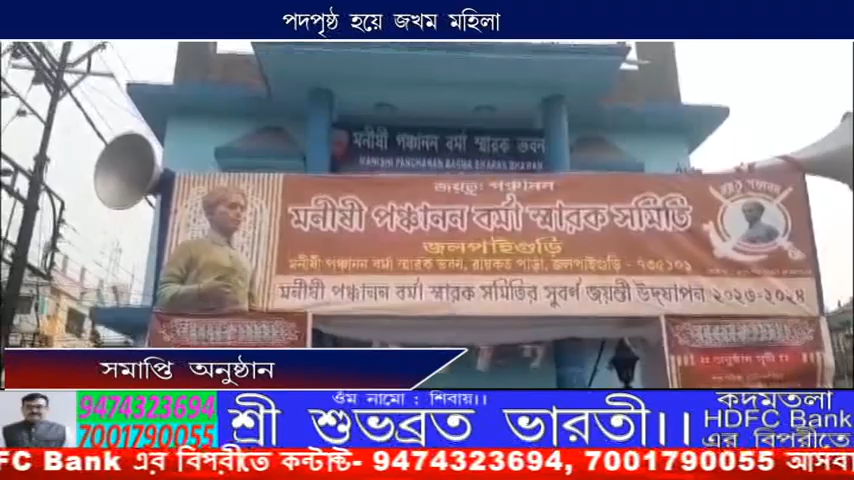 পদপৃষ্ঠ হয়ে জখম মহিলা
মনীষী পঞ্চানন বর্মা স্মারক ভবন
MANISHI PANCHANAN BARMA SMARAK BHAWAN
জয়তু: পঞ্চানন
মনীষী পঞ্চানন বর্মা স্মারক সমিতি
জলপাইগুড়ি
মনীষী পঞ্চানন বর্মা স্মারক ভবন, রায়কত পাড়া, জলপাইগুড়ি - ৭৩৫১০১
মনীষী পঞ্চানন বর্মা স্মারক সমিতির সুবর্ণ জয়ন্তী উদ্‌যাপন ২০২৩-২০২৪
অনুষ্ঠান সূচী
সমাপ্তি অনুষ্ঠান
9474323694
7001790055
ওঁম নামো : শিবায়।।
শ্রী শুভব্রত ভারতী।।
কদমতলা
HDFC Bank
এর বিপরীতে
FC Bank এর বিপরীতে কন্টাক্ট- 9474323694, 7001790055 আসবা